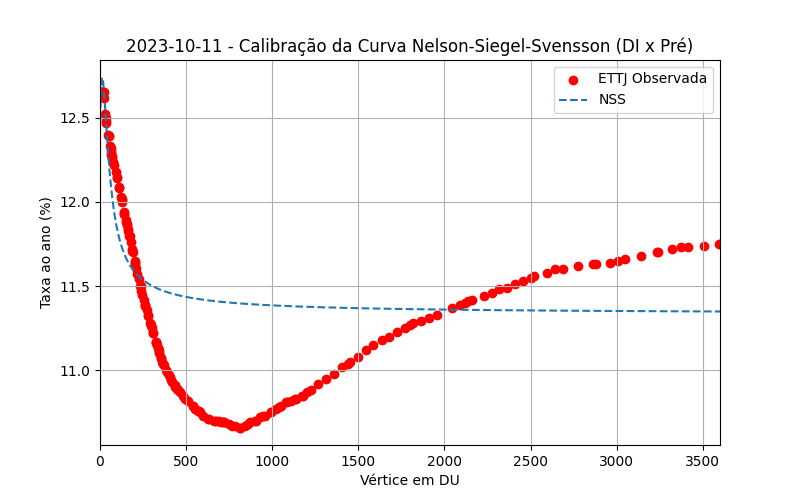 2023-10-11 - Calibração da Curva Nelson-Siegel-Svensson (DI x Pré)
ETTJ Observada
NSS
Taxa ao ano (%)
12.5
12.0
11.5
11.0
0
500
1000
1500
2000
2500
3000
3500
Vértice em DU